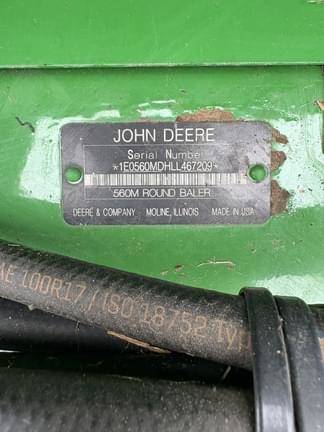 JOHN DEERE
Serial Number
*1E0560MDHLL467209*
560M ROUND BALER
DEERE & COMPANY MOLINE, ILLINOIS MADE IN USA
AE 100R17 / ISO 18752 Typ